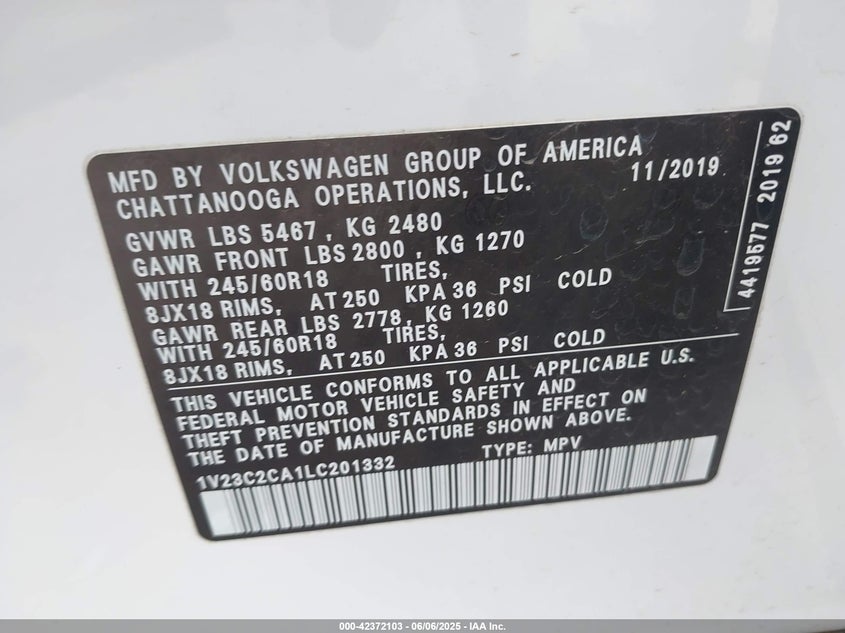 MFD BY VOLKSWAGEN GROUP OF AMERICA
CHATTANOOGA OPERATIONS, LLC. 11/2019
GVWR LBS 5467 , KG 2480
GAWR FRONT LBS 2800 , KG 1270
WITH 245/60R18 TIRES,
8JX18 RIMS, AT 250 KPA 36 PSI COLD
GAWR REAR LBS 2778, KG 1260
WITH 245/60R18 TIRES,
8JX18 RIMS, AT 250 KPA 36 PSI COLD
THIS VEHICLE CONFORMS TO ALL APPLICABLE U.S.
FEDERAL MOTOR VEHICLE SAFETY AND
THEFT PREVENTION STANDARDS IN EFFECT ON
THE DATE OF MANUFACTURE SHOWN ABOVE.
1V23C2CA1LC201332 TYPE: MPV
4419577 2019 62
000-42372103 - 06/06/2025 - IAA Inc.